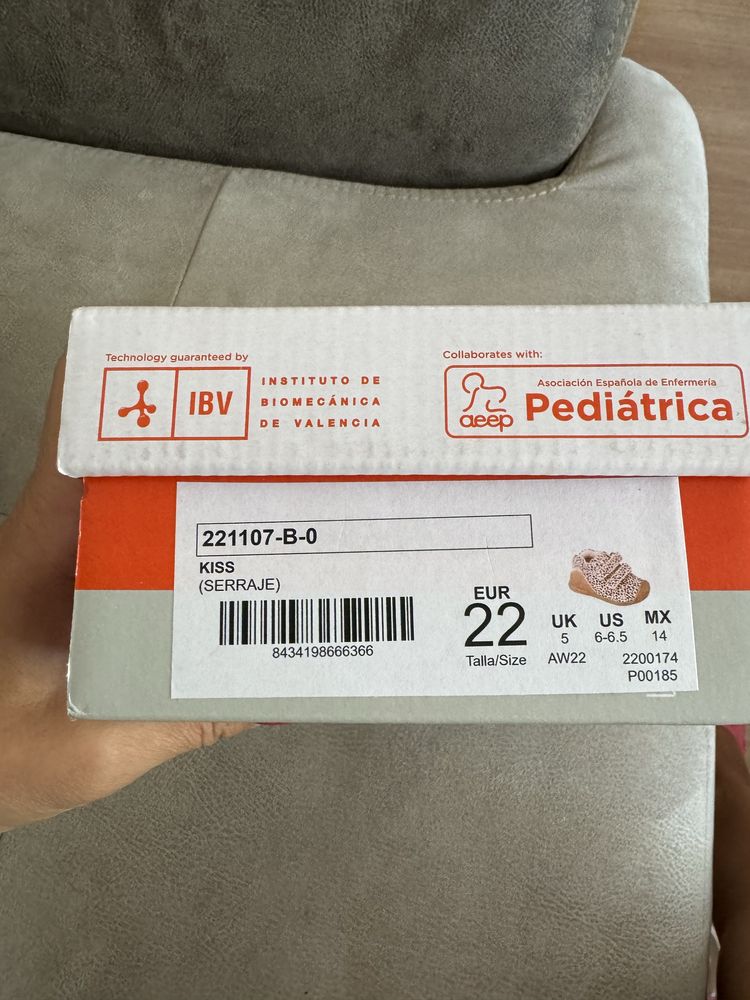 Technology guaranteed by
IBV
INSTITUTO DE
BIOMECÁNICA
DE VALENCIA
Collaborates with:
aeep
Asociación Española de Enfermería
Pediátrica
221107-B-0
KISS
(SERRAJE)
8434198666366
EUR
22
Talla/Size
UK US MX
5 6-6.5 14
AW22 2200174
P00185